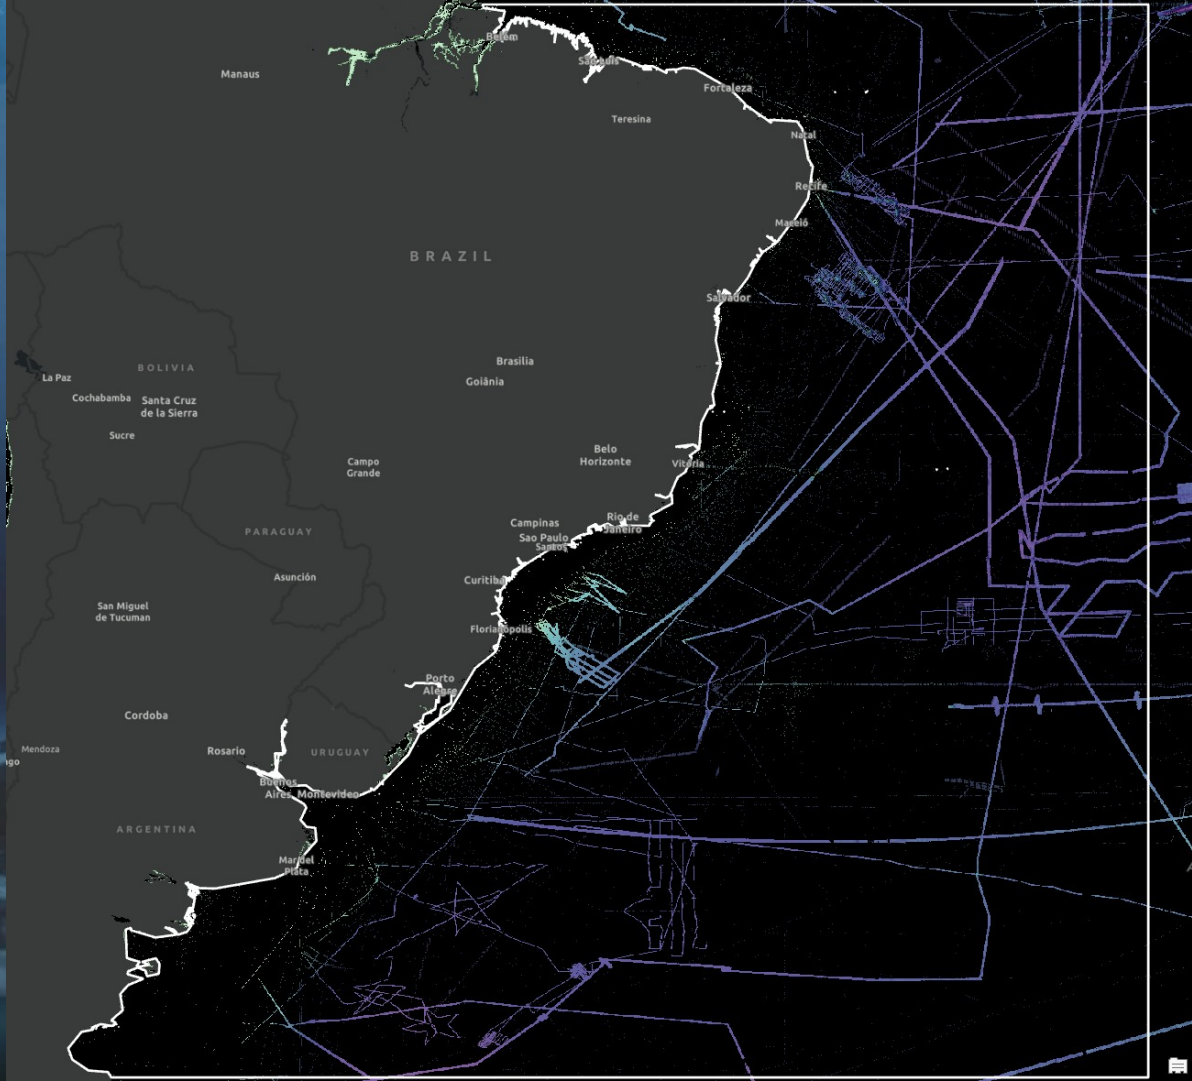 Belém
São Luís
Manaus
Fortaleza
Teresina
Natal
Recife
Maceió
BRAZIL
Salvador
BOLIVIA
Brasilia
La Paz
Goiânia
Cochabamba
Santa Cruz
de la Sierra
Sucre
Belo
Horizonte
Campo
Grande
Vitória
Rio de
Janeiro
Campinas
PARAGUAY
Sao Paulo
Santos
Asunción
Curitiba
San Miguel
de Tucuman
Florianópolis
Porto
Alegre
Cordoba
Mendoza
Rosario
URUGUAY
Buenos
Aires
Montevideo
ARGENTINA
Mar del
Plata